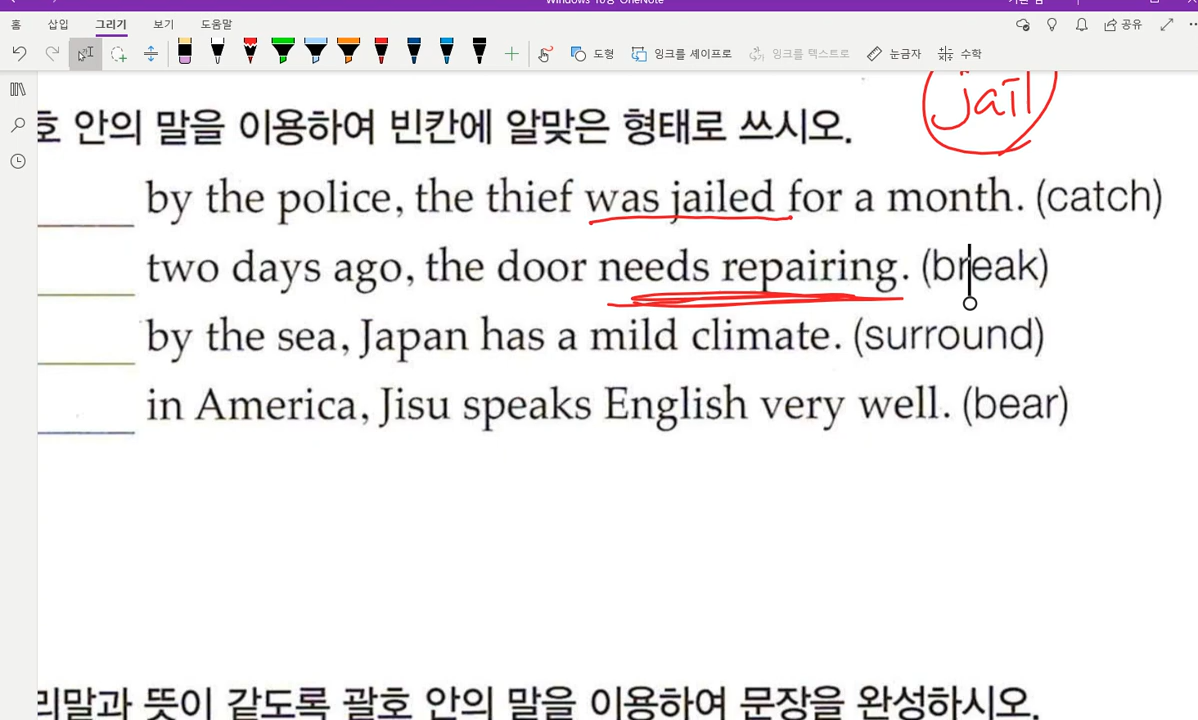 Windows 10용 OneNote
홈 삽입 그리기 보기 도움말
공유
도형 잉크를 셰이프로 잉크를 텍스트로 눈금자 수학
jail
호 안의 말을 이용하여 빈칸에 알맞은 형태로 쓰시오.
by the police, the thief was jailed for a month. (catch)
two days ago, the door needs repairing. (break)
by the sea, Japan has a mild climate. (surround)
in America, Jisu speaks English very well. (bear)
리말과 뜻이 같도록 괄호 안의 말을 이용하여 문장을 완성하시오.